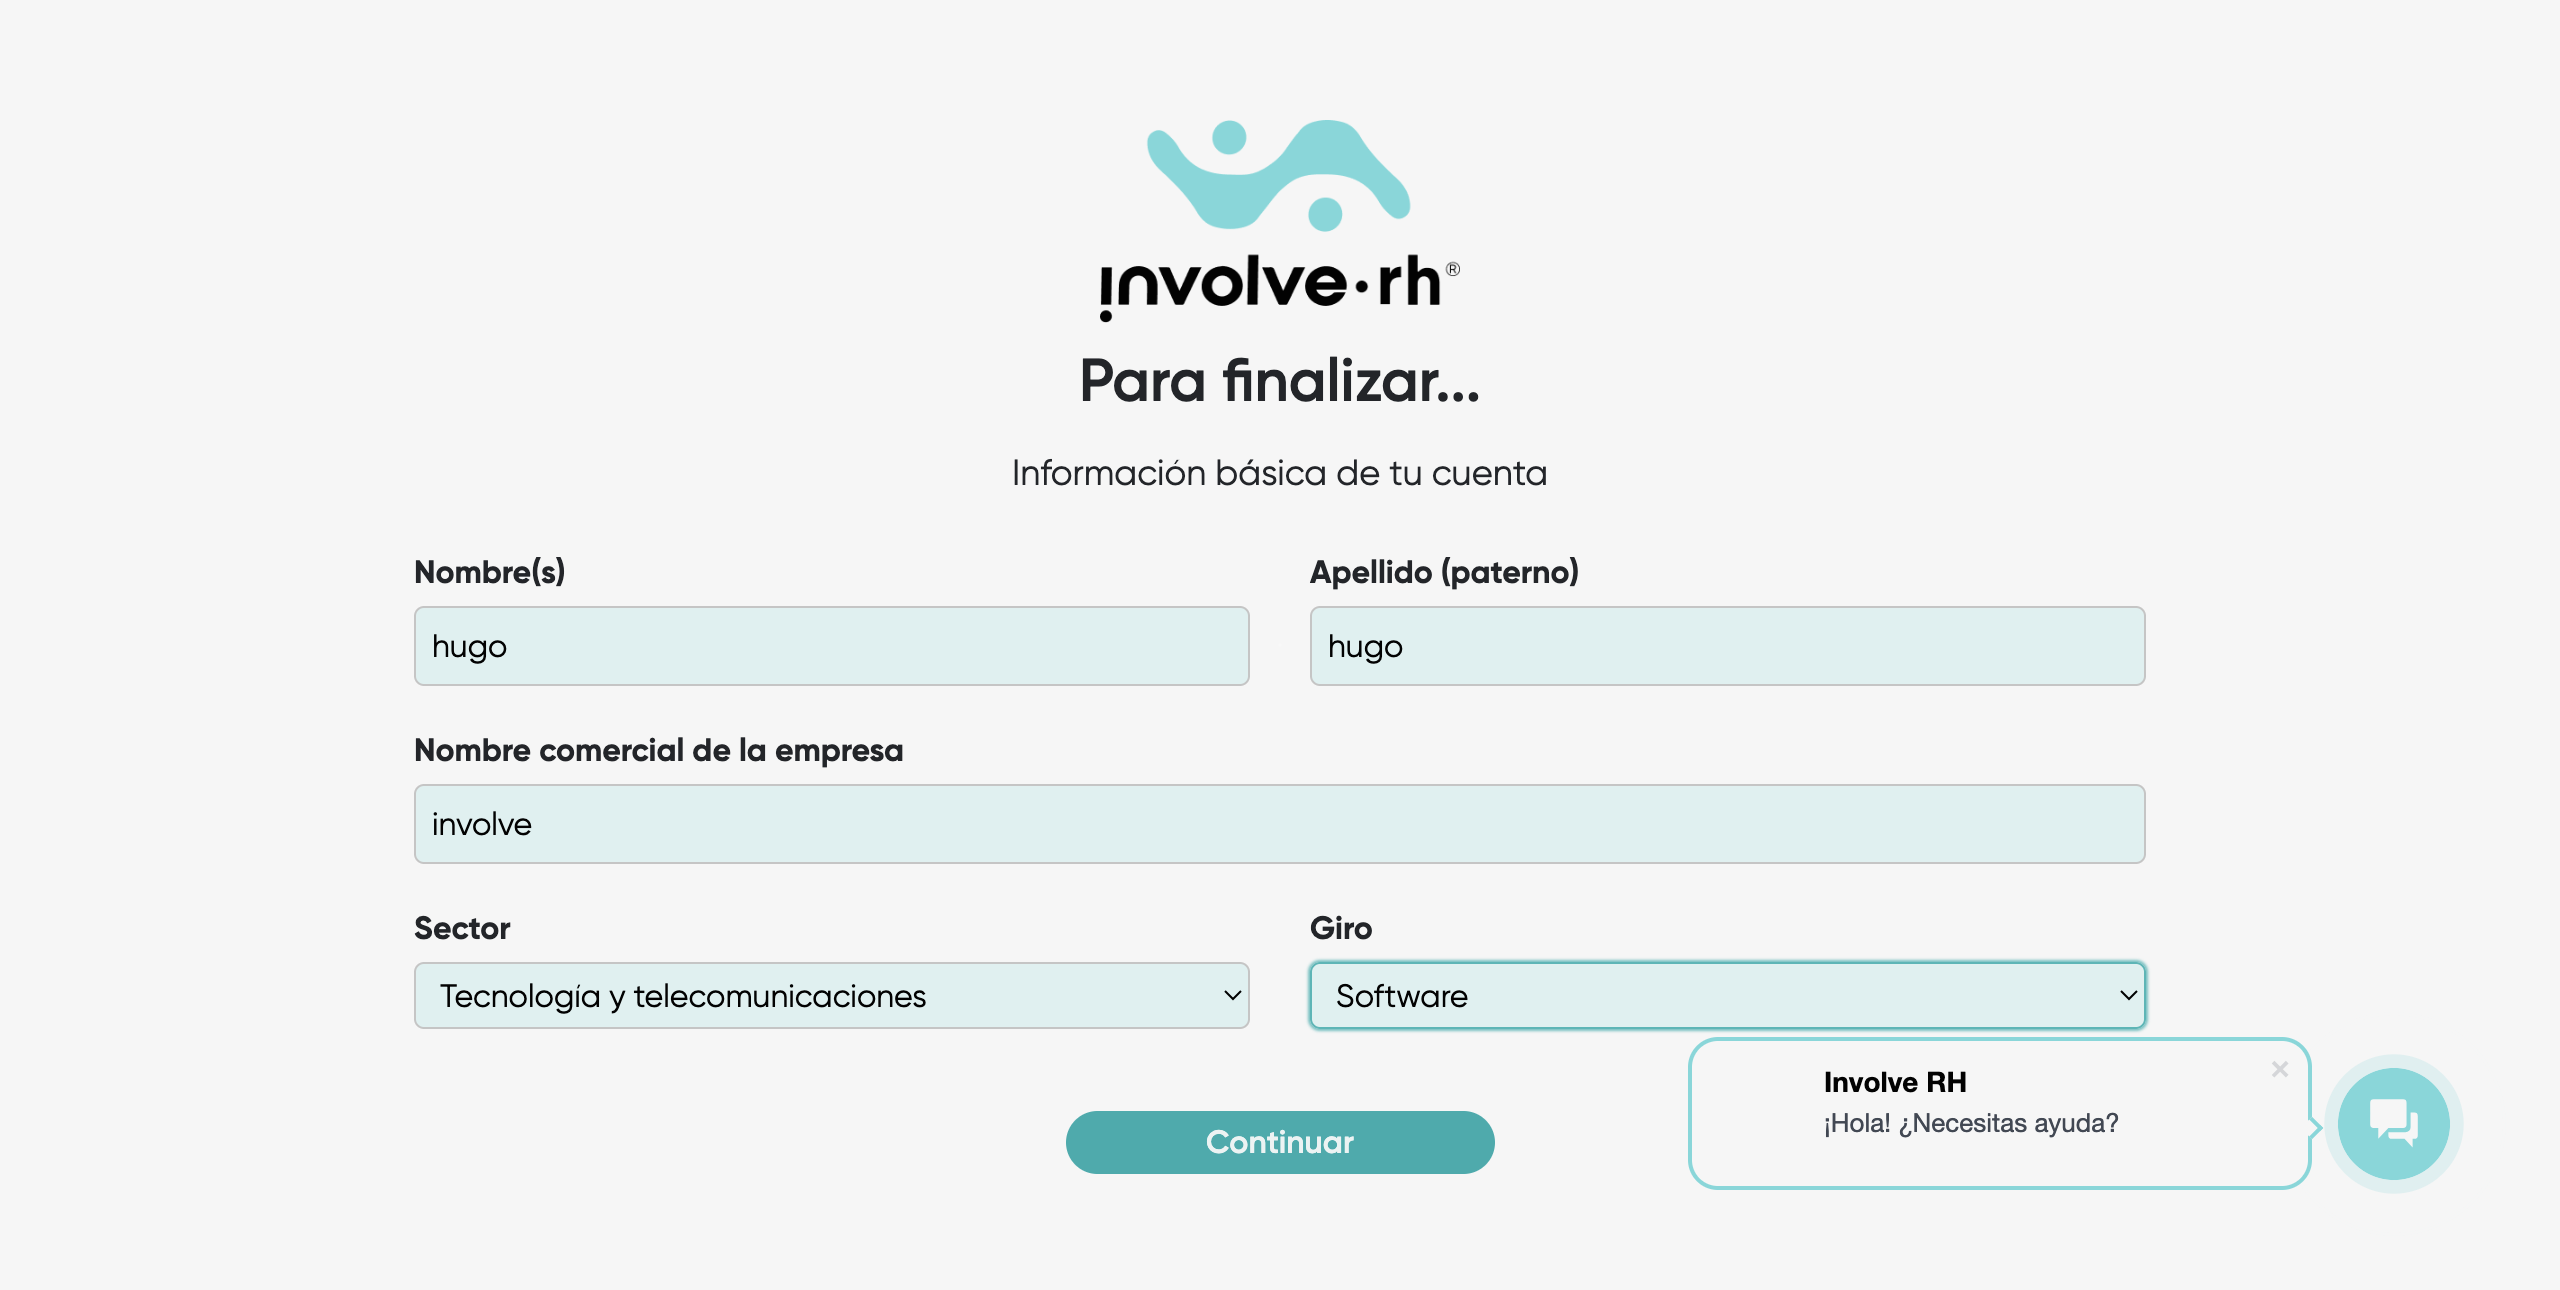 involve·rh®
Para finalizar...
Información básica de tu cuenta
Nombre(s)
Apellido (paterno)
hugo
hugo
Nombre comercial de la empresa
involve
Sector
Giro
Tecnología y telecomunicaciones
Software
Involve RH
¡Hola! ¿Necesitas ayuda?
Continuar